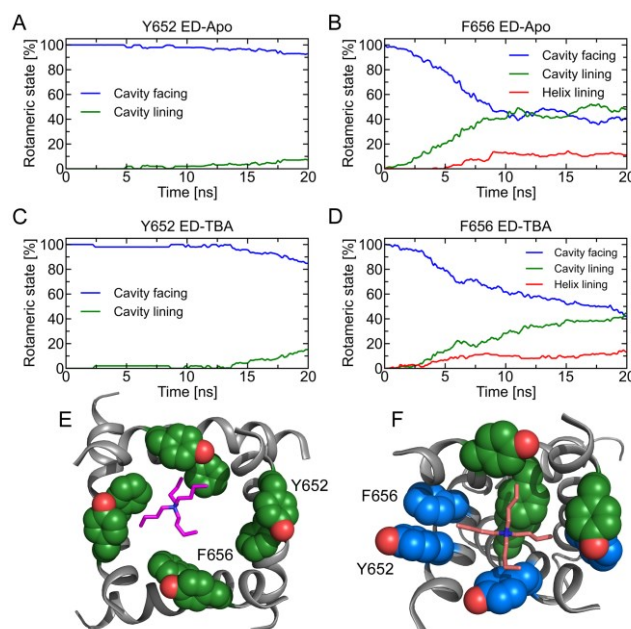 A
Y652 ED-Apo
Rotameric state [%]
100
80
60
40
20
0
Cavity facing
Cavity lining
0 5 10 15 20
Time [ns]
B
F656 ED-Apo
Rotameric state [%]
100
80
60
40
20
0
Cavity facing
Cavity lining
Helix lining
0 5 10 15 20
Time [ns]
C
Y652 ED-TBA
Rotameric state [%]
100
80
60
40
20
0
Cavity facing
Cavity lining
0 5 10 15 20
Time [ns]
D
F656 ED-TBA
Rotameric state [%]
100
80
60
40
20
0
Cavity facing
Cavity lining
Helix lining
0 5 10 15 20
Time [ns]
E
Y652
F656
F
F656
Y652